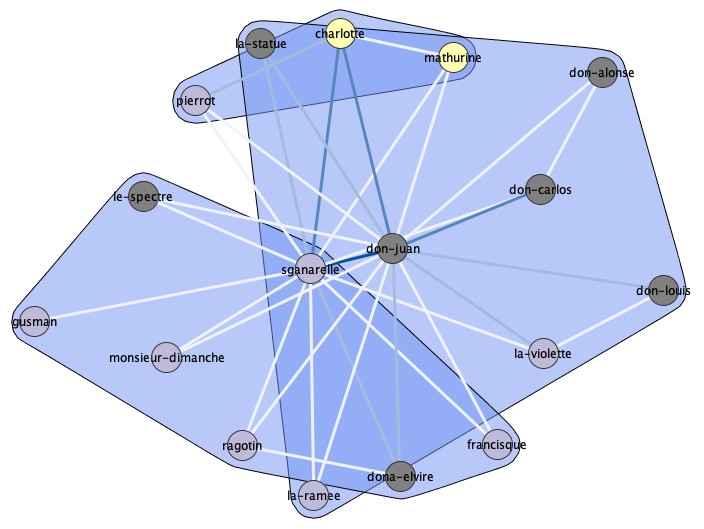 charlotte
la-statue
mathurine
don-alonse
pierrot
don-carlos
le-spectre
don-juan
sganarelle
don-louis
gusman
monsieur-dimanche
la-violette
ragotin
francisque
dona-elvire
la-ramee